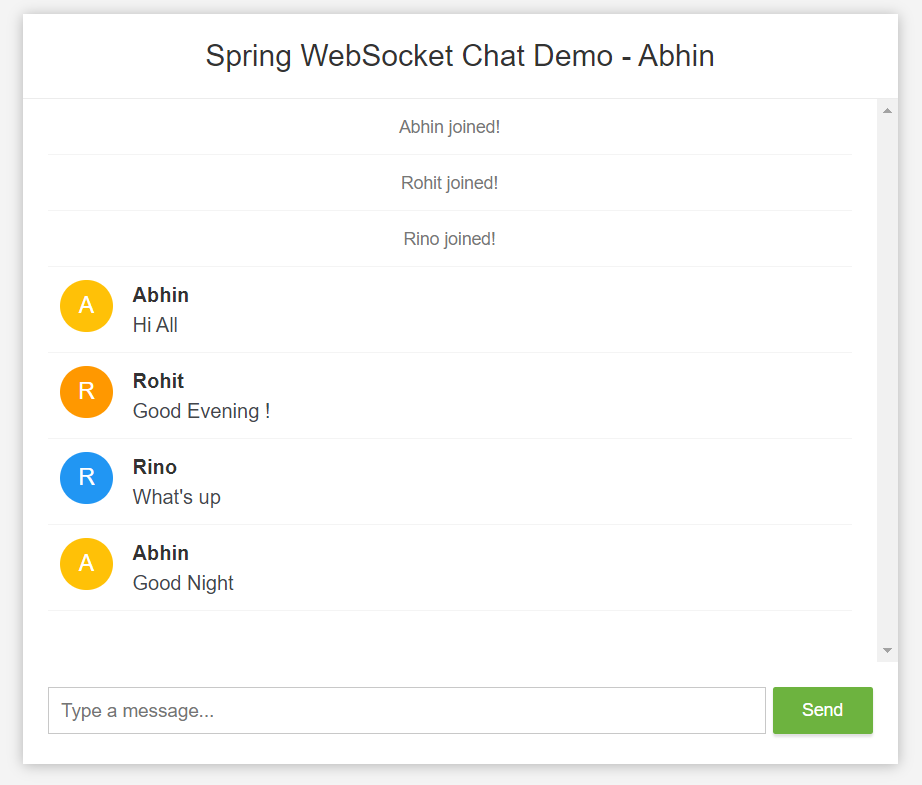 Spring WebSocket Chat Demo - Abhin
Abhin joined!
Rohit joined!
Rino joined!
A
Abhin
Hi All
R
Rohit
Good Evening !
R
Rino
What's up
A
Abhin
Good Night
Type a message...
Send